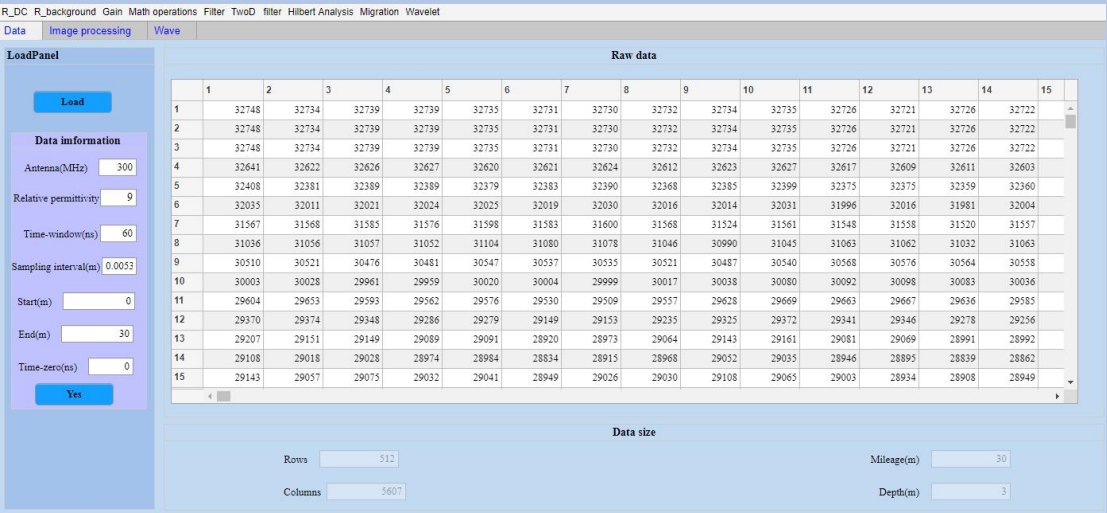 R_DC R_background Gain Math operations Filter TwoD filter Hilbert Analysis Migration Wavelet
Data Image processing Wave
LoadPanel
Load
Data imformation
Antenna(MHz) 300
Relative permittivity 9
Time-window(ns) 60
Sampling interval(m) 0.0053
Start(m) 0
End(m) 30
Time-zero(ns) 0
Yes
Raw data
1 2 3 4 5 6 7 8 9 10 11 12 13 14 15
1 32748 32734 32739 32739 32735 32731 32730 32732 32734 32735 32726 32721 32726 32722
2 32748 32734 32739 32739 32735 32731 32730 32732 32734 32735 32726 32721 32726 32722
3 32748 32734 32739 32739 32735 32731 32730 32732 32734 32735 32726 32721 32726 32722
4 32641 32622 32626 32627 32620 32621 32624 32612 32623 32627 32617 32609 32611 32603
5 32408 32381 32389 32389 32379 32383 32390 32368 32385 32399 32375 32375 32359 32360
6 32035 32011 32021 32024 32025 32019 32030 32016 32014 32031 31996 32016 31981 32004
7 31567 31568 31585 31576 31598 31583 31600 31568 31524 31561 31548 31558 31520 31557
8 31036 31056 31057 31052 31104 31080 31078 31046 30990 31045 31063 31062 31032 31063
9 30510 30521 30476 30481 30547 30537 30535 30521 30487 30540 30568 30576 30564 30558
10 30003 30028 29961 29959 30020 30004 29999 30017 30038 30080 30092 30098 30083 30036
11 29604 29653 29593 29562 29576 29530 29509 29557 29628 29669 29663 29667 29636 29585
12 29370 29374 29348 29286 29279 29149 29153 29235 29325 29372 29341 29346 29278 29256
13 29207 29151 29149 29089 29091 28920 28973 29064 29143 29161 29081 29069 28991 28992
14 29108 29018 29028 28974 28984 28834 28915 28968 29052 29035 28946 28895 28839 28862
15 29143 29057 29075 29032 29041 28949 29026 29030 29108 29065 29003 28934 28908 28949
Data size
Rows 512
Mileage(m) 30
Columns 5607
Depth(m) 3